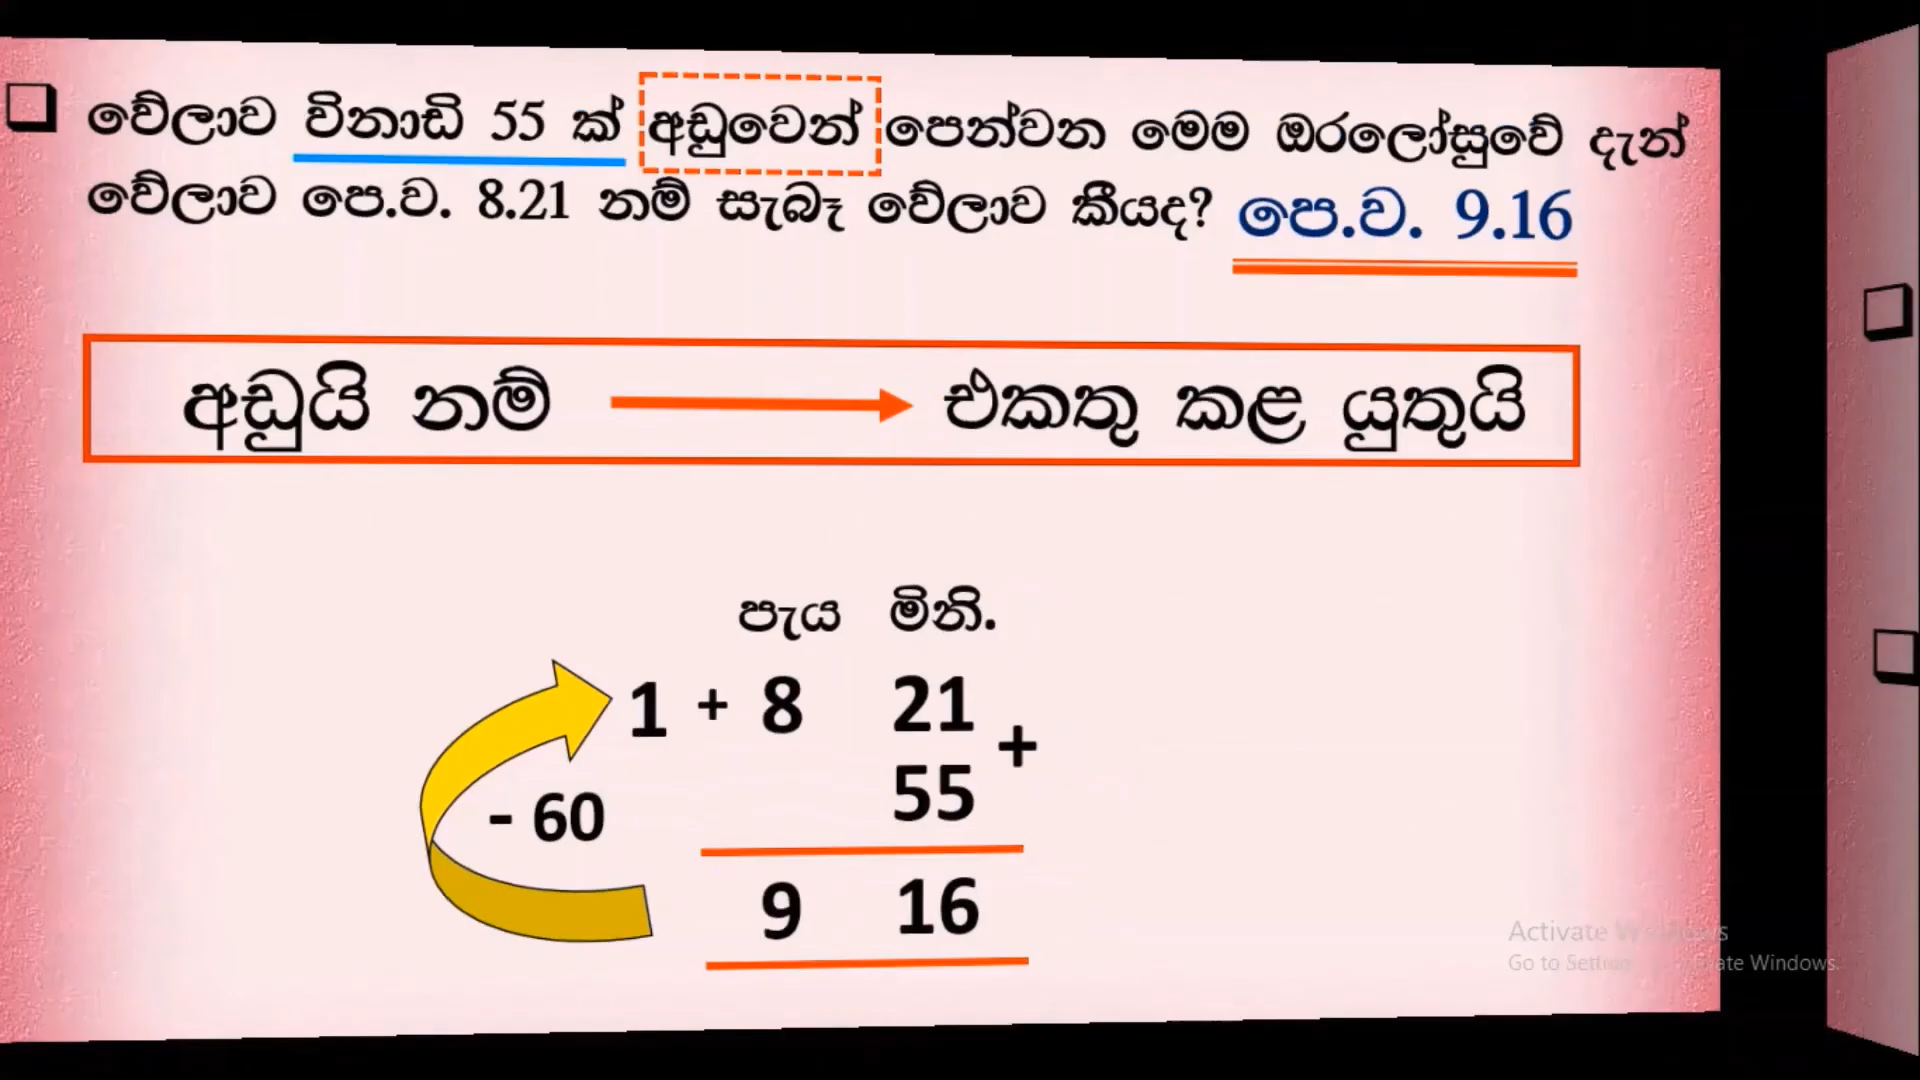 වේලාව විනාඩි 55 ක් අඩුවෙන් පෙන්වන මෙම ඔරලෝසුවේ දැන්
වේලාව පෙ.ව. 8.21 නම් සැබෑ වේලාව කීයද? පෙ.ව. 9.16
අඩුයි නම් එකතු කළ යුතුයි
පැය මිනි.
1 + 8 21
+
55
- 60
9 16
Activate Windows
Go to Settings to activate Windows.